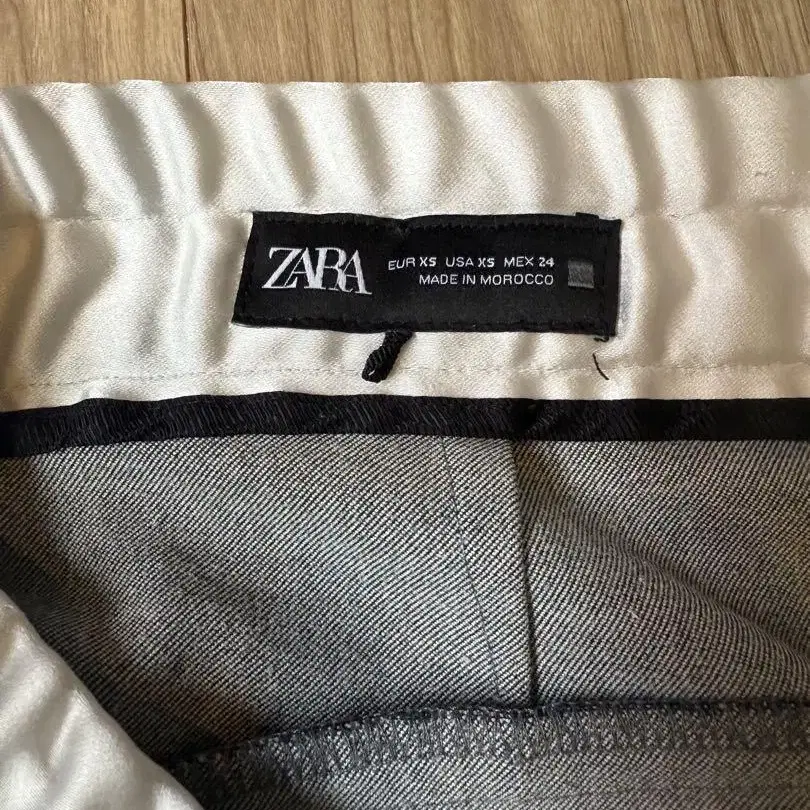 ZARA
EUR XS USA XS MEX 24
MADE IN MOROCCO